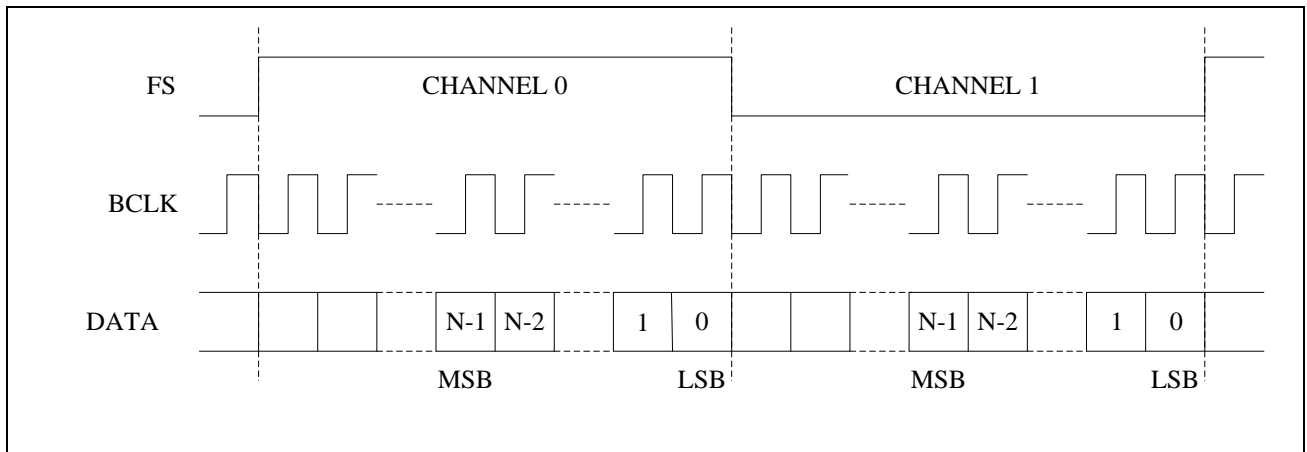 FS CHANNEL 0 CHANNEL 1
BCLK
DATA N-1 N-2 1 0 N-1 N-2 1 0
MSB LSB MSB LSB